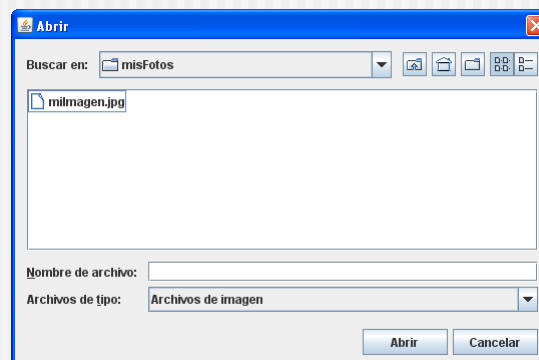 Abrir
Buscar en: misFotos
miImagen.jpg
Nombre de archivo:
Archivos de tipo: Archivos de imagen
Abrir Cancelar